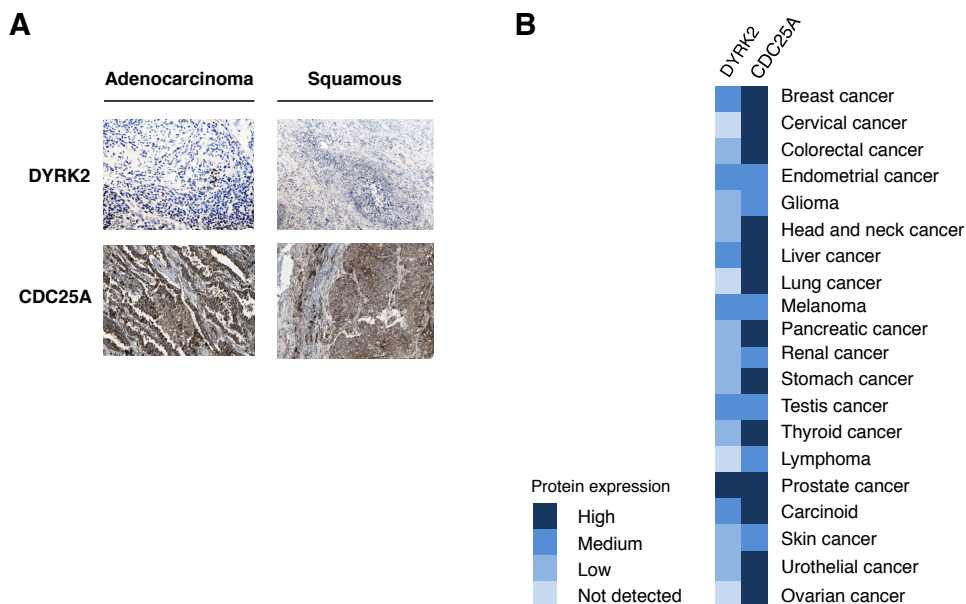 A
Adenocarcinoma
Squamous
DYRK2
CDC25A
B
DYRK2
CDC25A
Breast cancer
Cervical cancer
Colorectal cancer
Endometrial cancer
Glioma
Head and neck cancer
Liver cancer
Lung cancer
Melanoma
Pancreatic cancer
Renal cancer
Stomach cancer
Testis cancer
Thyroid cancer
Lymphoma
Prostate cancer
Carcinoid
Skin cancer
Urothelial cancer
Ovarian cancer
Protein expression
High
Medium
Low
Not detected